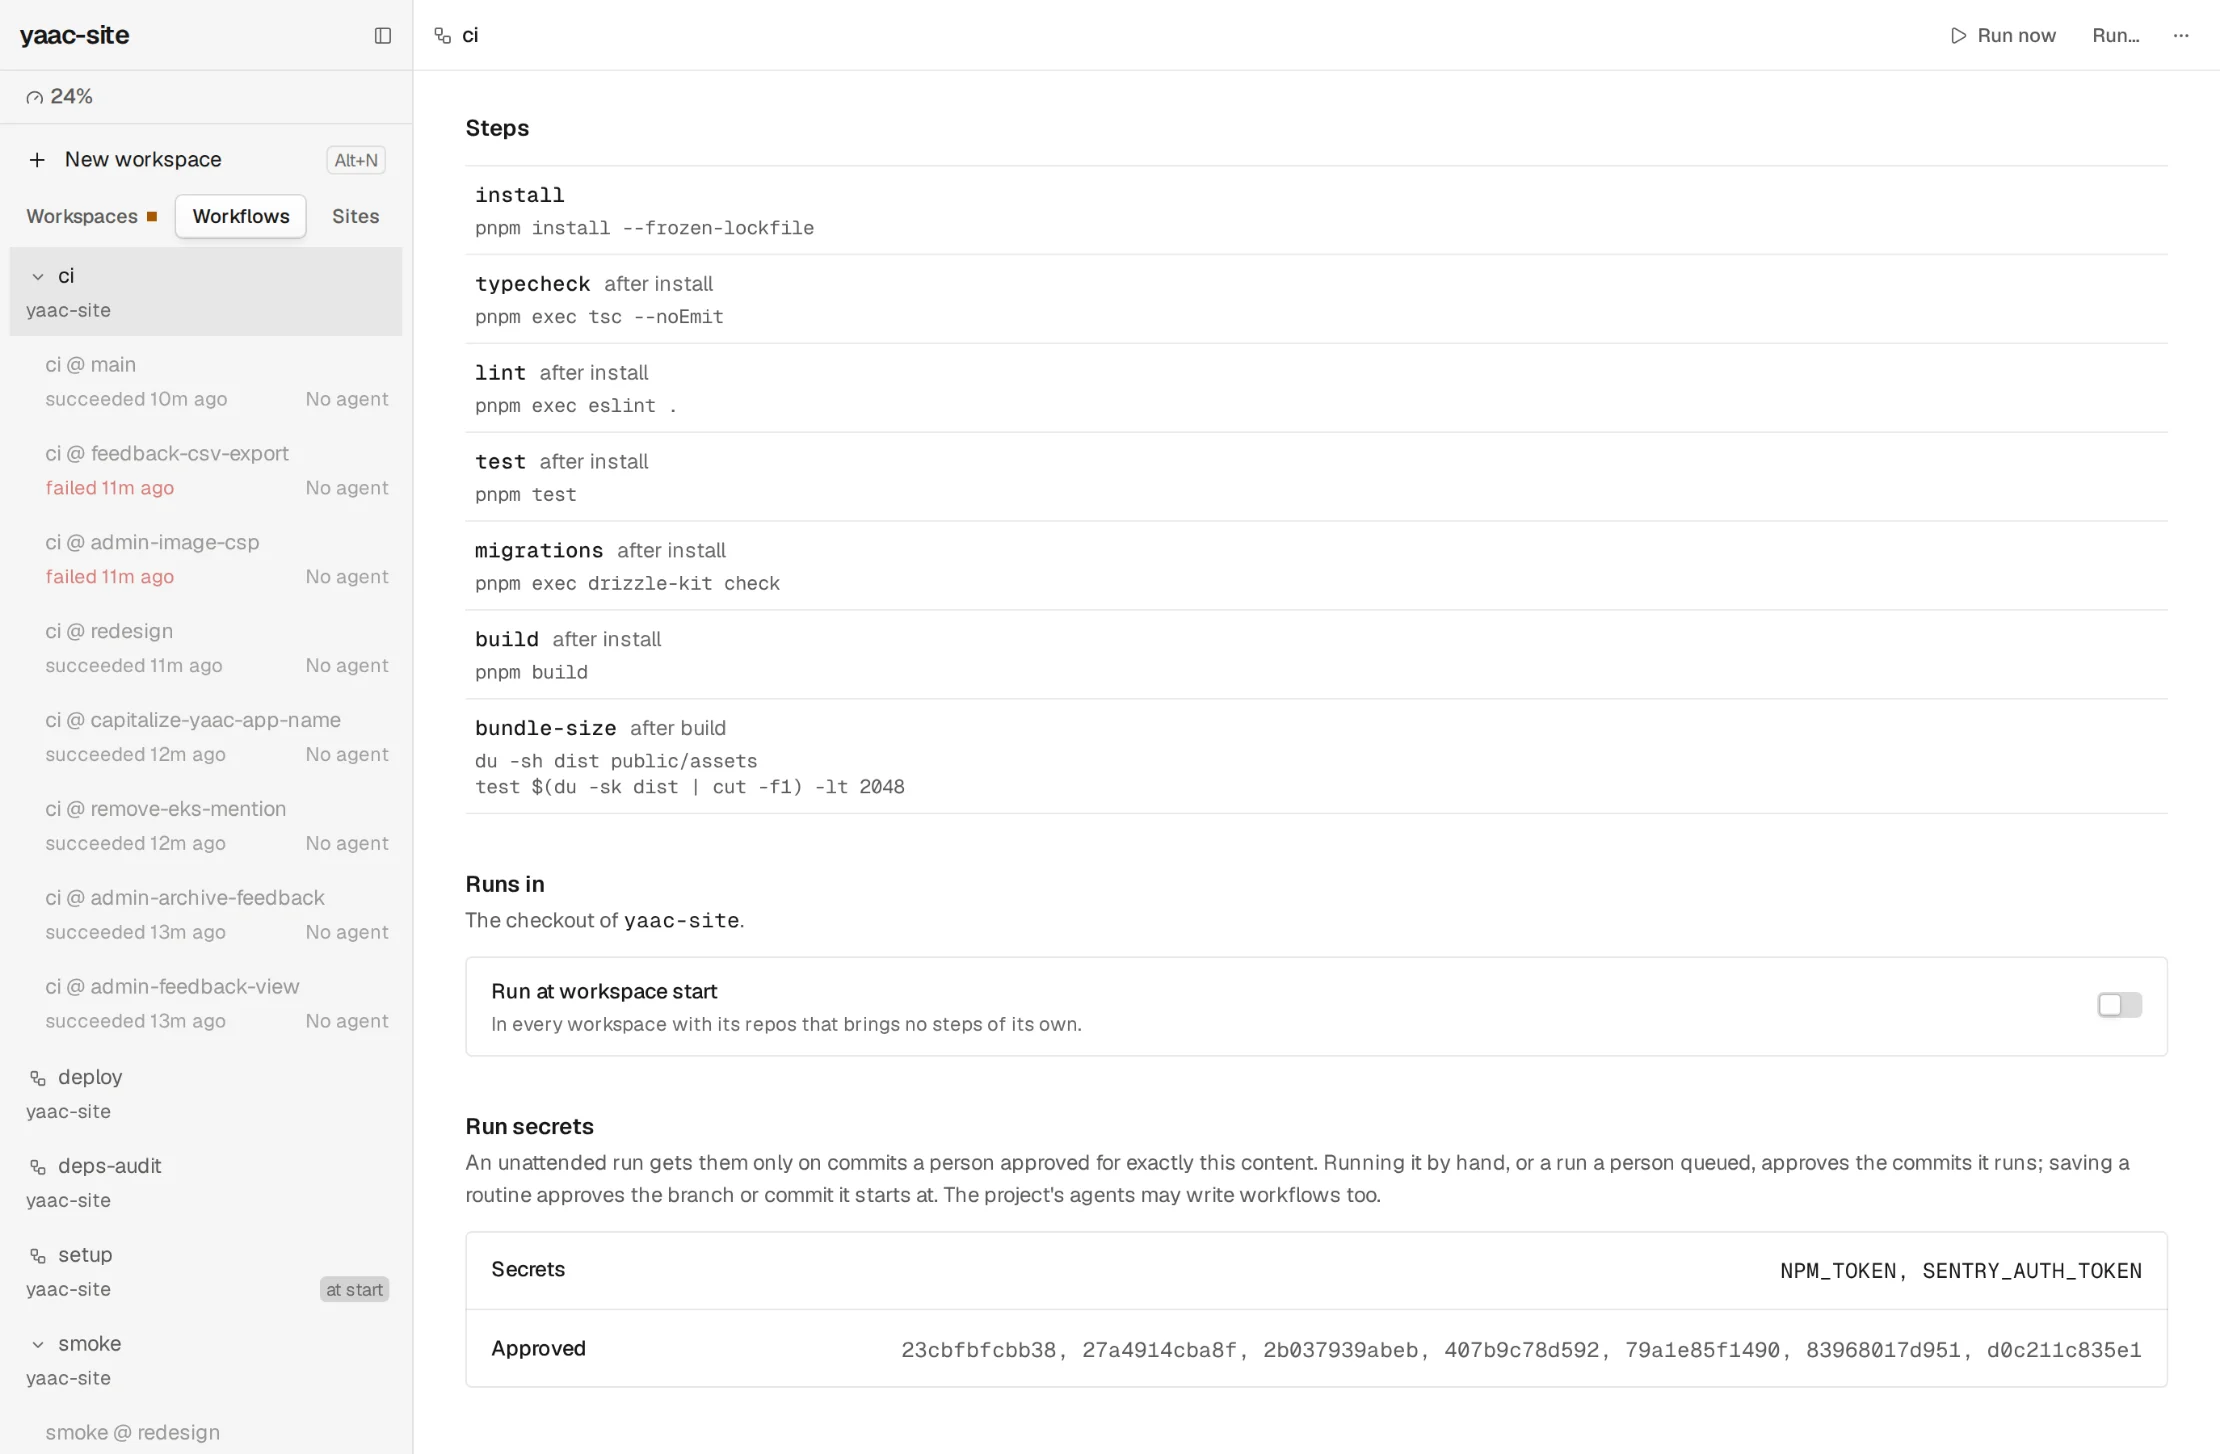 yaac-site
24%
New workspace Alt+N
Workspaces Workflows Sites
ci
yaac-site
ci @ main
succeeded 10m ago No agent
ci @ feedback-csv-export
failed 11m ago No agent
ci @ admin-image-csp
failed 11m ago No agent
ci @ redesign
succeeded 11m ago No agent
ci @ capitalize-yaac-app-name
succeeded 12m ago No agent
ci @ remove-eks-mention
succeeded 12m ago No agent
ci @ admin-archive-feedback
succeeded 13m ago No agent
ci @ admin-feedback-view
succeeded 13m ago No agent
deploy
yaac-site
deps-audit
yaac-site
setup
yaac-site at start
smoke
yaac-site
smoke @ redesign
ci Run now Run... ...
Steps
install
pnpm install --frozen-lockfile
typecheck after install
pnpm exec tsc --noEmit
lint after install
pnpm exec eslint .
test after install
pnpm test
migrations after install
pnpm exec drizzle-kit check
build after install
pnpm build
bundle-size after build
du -sh dist public/assets
test $(du -sk dist | cut -f1) -lt 2048
Runs in
The checkout of yaac-site.
Run at workspace start
In every workspace with its repos that brings no steps of its own.
Run secrets
An unattended run gets them only on commits a person approved for exactly this content. Running it by hand, or a run a person queued, approves the commits it runs; saving a
routine approves the branch or commit it starts at. The project's agents may write workflows too.
Secrets NPM_TOKEN, SENTRY_AUTH_TOKEN
Approved 23cbfbfcbb38, 27a4914cba8f, 2b037939abeb, 407b9c78d592, 79a1e85f1490, 83968017d951, d0c211c835e1